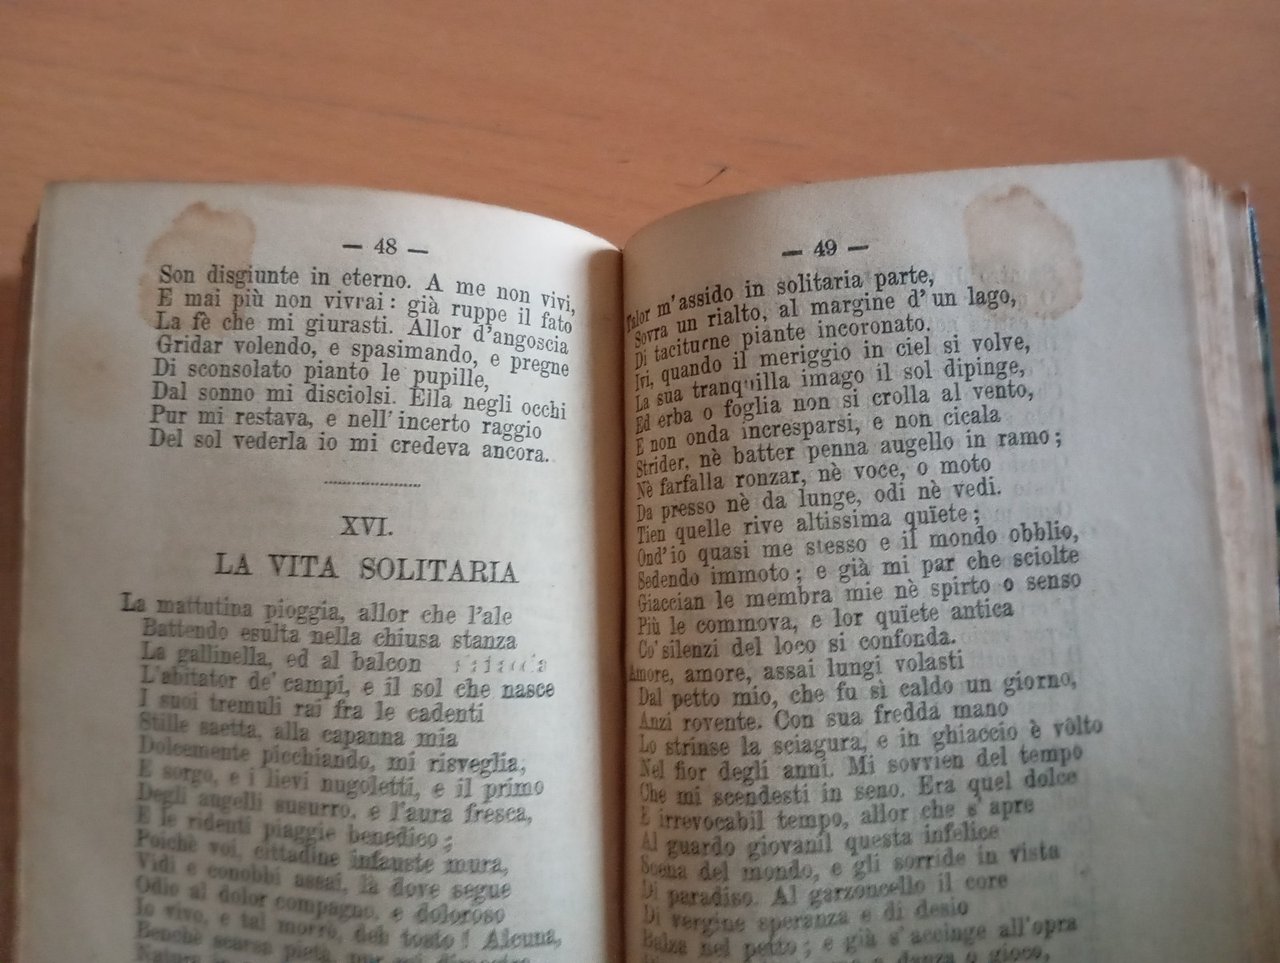 — 48 —
Son disgiunte in eterno. A me non vivi,
E mai più non vivrai: già ruppe il fato
La fè che mi giurasti. Allor d'angoscia
Gridar volendo, e spasimando, e pregne
Di sconsolato pianto le pupille,
Dal sonno mi disciolsi. Ella negli occhi
Pur mi restava, e nell'incerto raggio
Del sol vederla io mi credeva ancora.
XVI.
LA VITA SOLITARIA
La mattutina pioggia, allor che l'ale
Battendo esulta nella chiusa stanza
La gallinella, ed al balcon s'affaccia
L'abitator de' campi, e il sol che nasce
I suoi tremuli rai fra le cadenti
Stille saetta, alla capanna mia
Dolcemente picchiando, mi risveglia;
E sorgo, e i lievi nugoletti, e il primo
Degli augelli susurro, e l'aura fresca,
E le ridenti piagge benedico;
Poichè voi, cittadine infauste mura,
Vidi e conobbi assai, là dove segue
Odio al dolor compagno, e doloroso
Io vivo, e tal morrò, deh tosto! Alcuna,
Benchè scarsa pietà, pur mi
— 49 —
Talor m'assido in solitaria parte,
Sovra un rialto, al margine d'un lago,
Di taciturne piante incoronato.
Ivi, quando il meriggio in ciel si volve,
La sua tranquilla imago il sol dipinge,
Ed erba o foglia non si crolla al vento,
E non onda incresparsi, e non cicala
Strider, nè batter penna augello in ramo;
Nè farfalla ronzar, nè voce, o moto
Da presso nè da lunge, odi nè vedi.
Tien quelle rive altissima quïete;
Ond'io quasi me stesso e il mondo obblio,
Sedendo immoto; e già mi par che sciolte
Giaccian le membra mie nè spirto o senso
Più le commova, e lor quïete antica
Co' silenzi del loco si confonda.
Amore, amore, assai lungi volasti
Dal petto mio, che fu sì caldo un giorno,
Anzi rovente. Con sua fredda mano
Lo strinse la sciagura, e in ghiaccio è vòlto
Nel fior degli anni. Mi sovvien del tempo
Che mi scendesti in seno. Era quel dolce
E irrevocabil tempo, allor che s'apre
Al guardo giovanil questa infelice
Scena del mondo, e gli sorride in vista
Di paradiso. Al garzoncello il core
Di vergine speranza e di desio
Balza nel petto; e già s'accinge all'opra
danza o gioco,